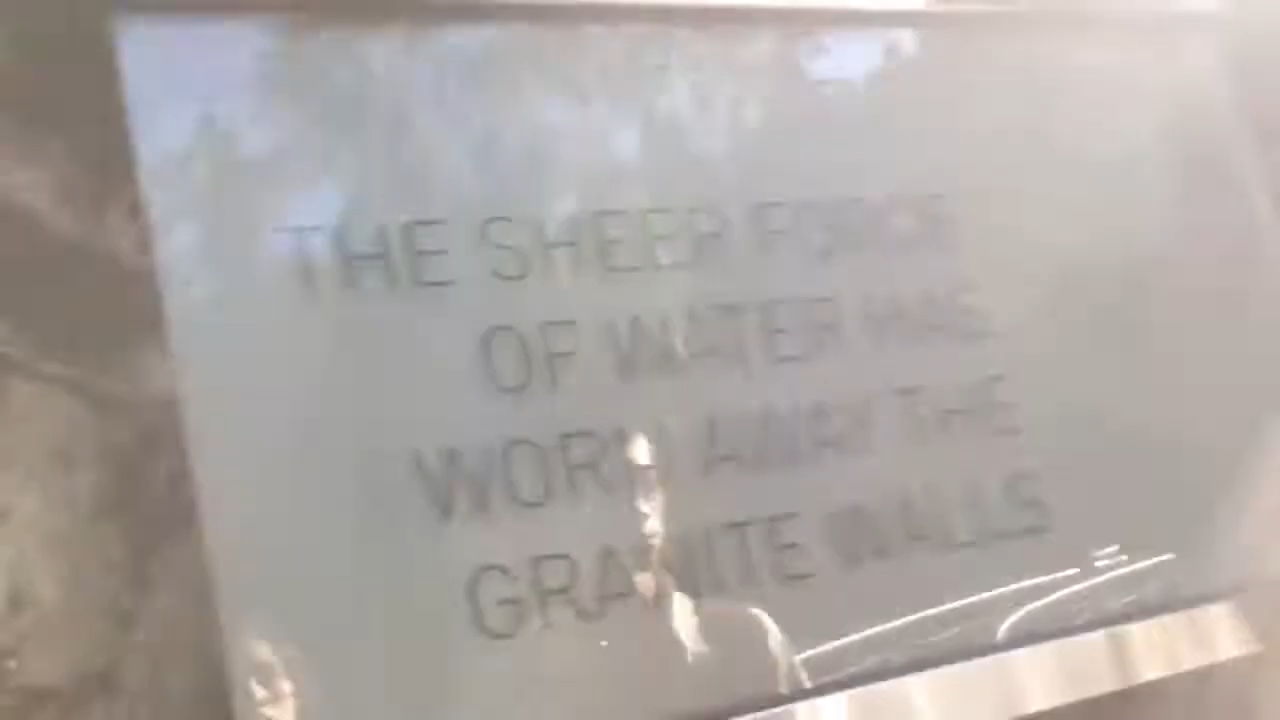 THE SHEER FORCE
OF WATER HAS
WORN AWAY THE
GRANITE WALLS